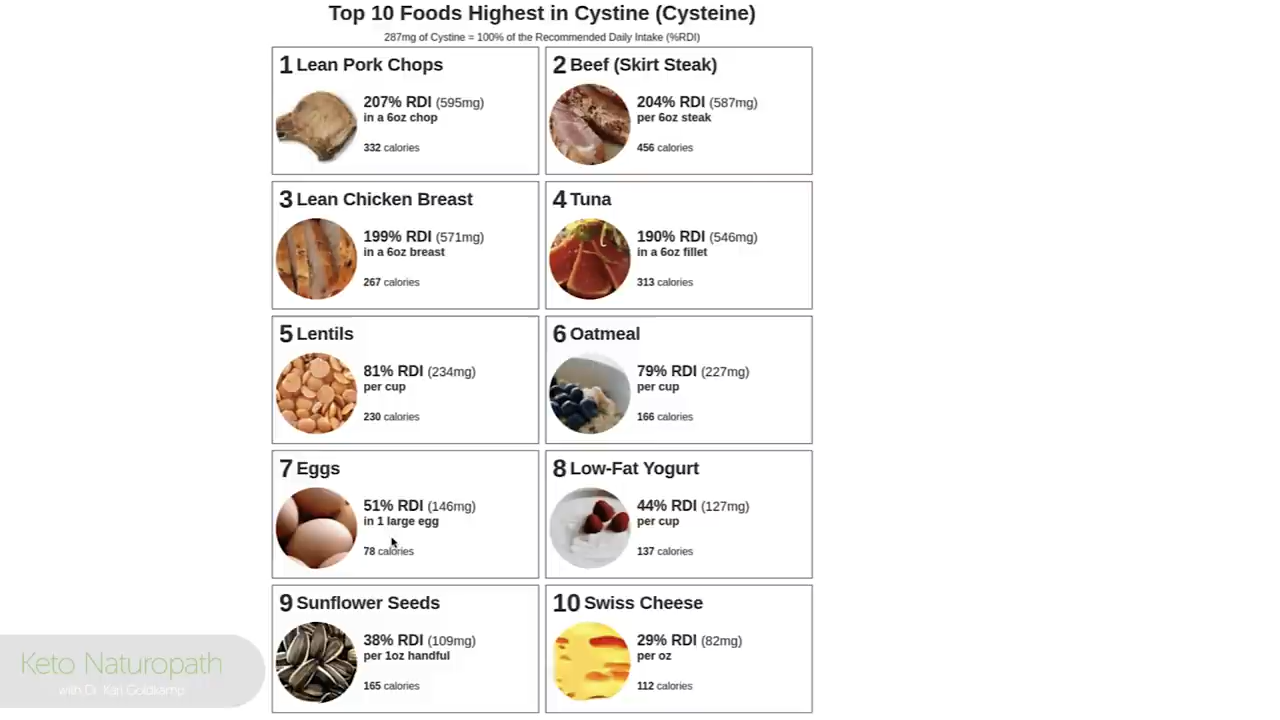 Top 10 Foods Highest in Cystine (Cysteine)
287mg of Cystine = 100% of the Recommended Daily Intake (%RDI)
1 Lean Pork Chops
207% RDI (595mg)
in a 6oz chop
332 calories
2 Beef (Skirt Steak)
204% RDI (587mg)
per 6oz steak
456 calories
3 Lean Chicken Breast
199% RDI (571mg)
in a 6oz breast
267 calories
4 Tuna
190% RDI (546mg)
in a 6oz fillet
313 calories
5 Lentils
81% RDI (234mg)
per cup
230 calories
6 Oatmeal
79% RDI (227mg)
per cup
166 calories
7 Eggs
51% RDI (146mg)
in 1 large egg
78 calories
8 Low-Fat Yogurt
44% RDI (127mg)
per cup
137 calories
9 Sunflower Seeds
38% RDI (109mg)
per 1oz handful
165 calories
10 Swiss Cheese
29% RDI (82mg)
per oz
112 calories
Keto Naturopath
with Dr. Karl Goldkamp